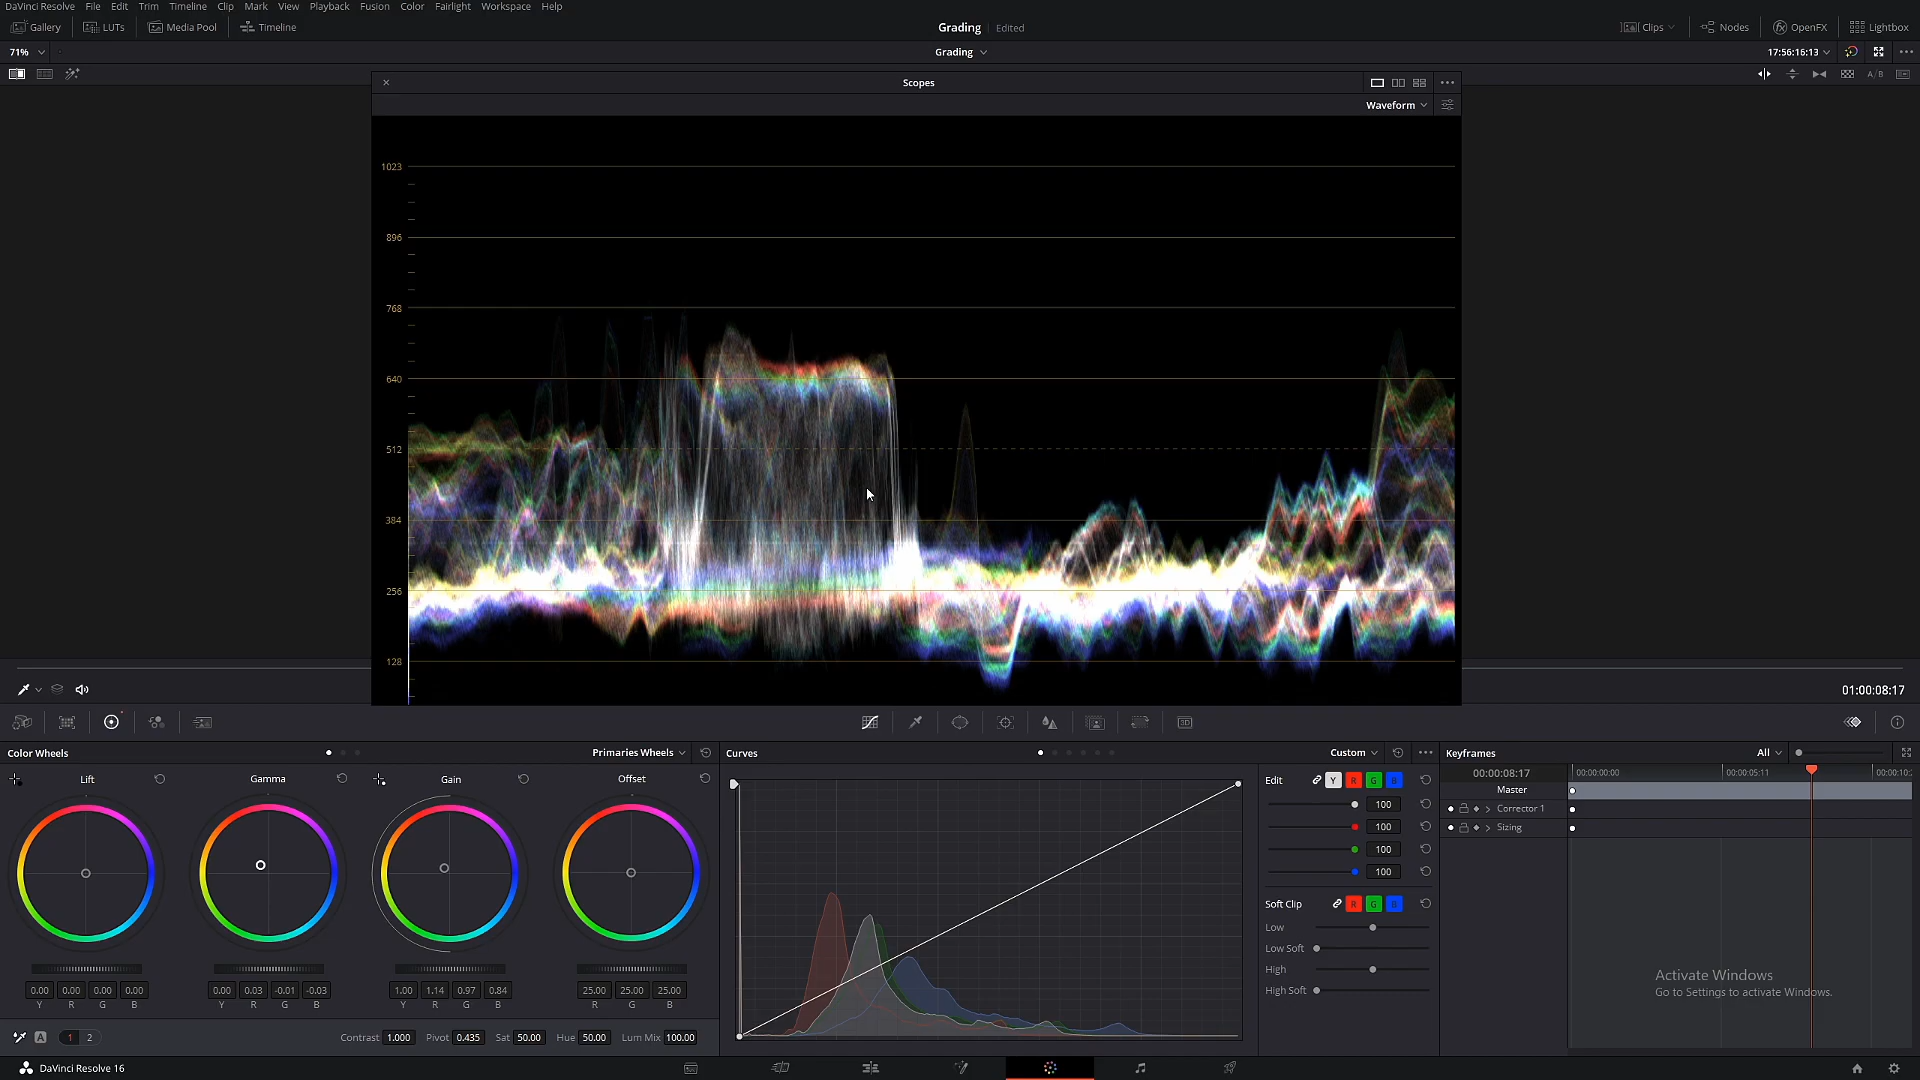 DaVinci Resolve File Edit Trim Timeline Clip Mark View Playback Fusion Color Fairlight Workspace Help
Gallery LUTs Media Pool Timeline Grading Edited Clips Nodes OpenFX Lightbox
71% Grading 17:56:16:13
A/B
Scopes
Waveform
1023
896
768
640
512
384
256
128
01:00:08:17
3D
Color Wheels Primaries Wheels Curves Custom Keyframes All
00:00:08:17 00:00:00:00 00:00:05:11 00:00:10:
Lift Gamma Gain Offset Edit Y R G B
Master
100 Corrector 1
100 Sizing
100
100
Soft Clip R G B
Low
Low Soft
High
High Soft
Activate Windows
Go to Settings to activate Windows.
0.00 0.00 0.00 0.00 0.00 0.03 -0.01 -0.03 1.00 1.14 0.97 0.84 25.00 25.00 25.00
Y R G B Y R G B Y R G B R G B
A 1 2 Contrast 1.000 Pivot 0.435 Sat 50.00 Hue 50.00 Lum Mix 100.00
DaVinci Resolve 16